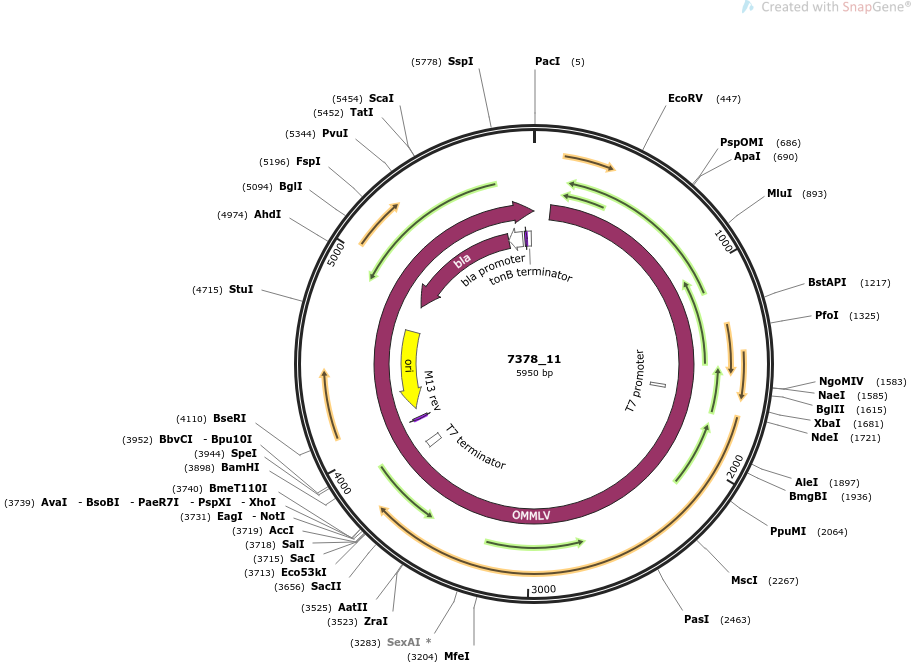 Created with SnapGene®
(5778) SspI
PacI (5)
(5454) ScaI
(5452) TatI
(5344) PvuI
(5196) FspI
(5094) BglI
(4974) AhdI
(4715) StuI
EcoRV (447)
PspOMI (686)
ApaI (690)
MluI (893)
BstAPI (1217)
PfoI (1325)
NgoMIV (1583)
NaeI (1585)
BglII (1615)
XbaI (1681)
NdeI (1721)
AleI (1897)
BmgBI (1936)
PpuMI (2064)
MscI (2267)
PasI (2463)
(4110) BseRI
(3952) BbvCI - Bpu10I
(3944) SpeI
(3898) BamHI
(3740) BmeT110I
(3739) AvaI - BsoBI - PaeR7I - PspXI - XhoI
(3731) EagI - NotI
(3719) AccI
(3718) SalI
(3715) SacI
(3713) Eco53kI
(3656) SacII
(3525) AatII
(3523) ZraI
(3283) SexAI *
(3204) MfeI
1000
2000
3000
4000
5000
bla
bla promoter
tonB terminator
ori
M13 rev
T7 terminator
T7 promoter
OMMLV
7378_11
5950 bp